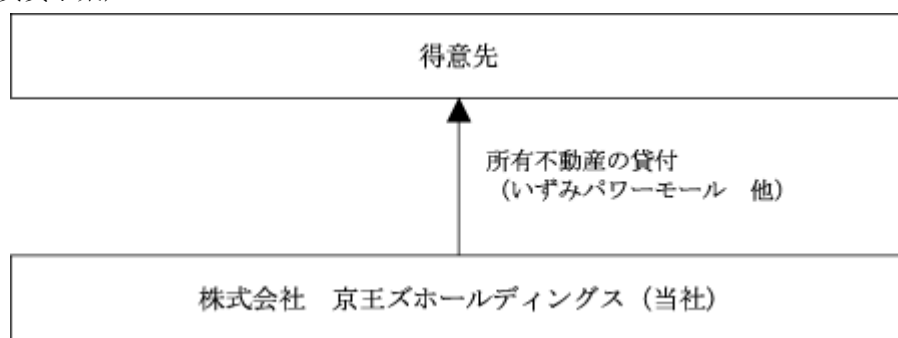 得意先
所有不動産の貸付
（いずみパワーモール　他）
株式会社　京王ズホールディングス（当社）